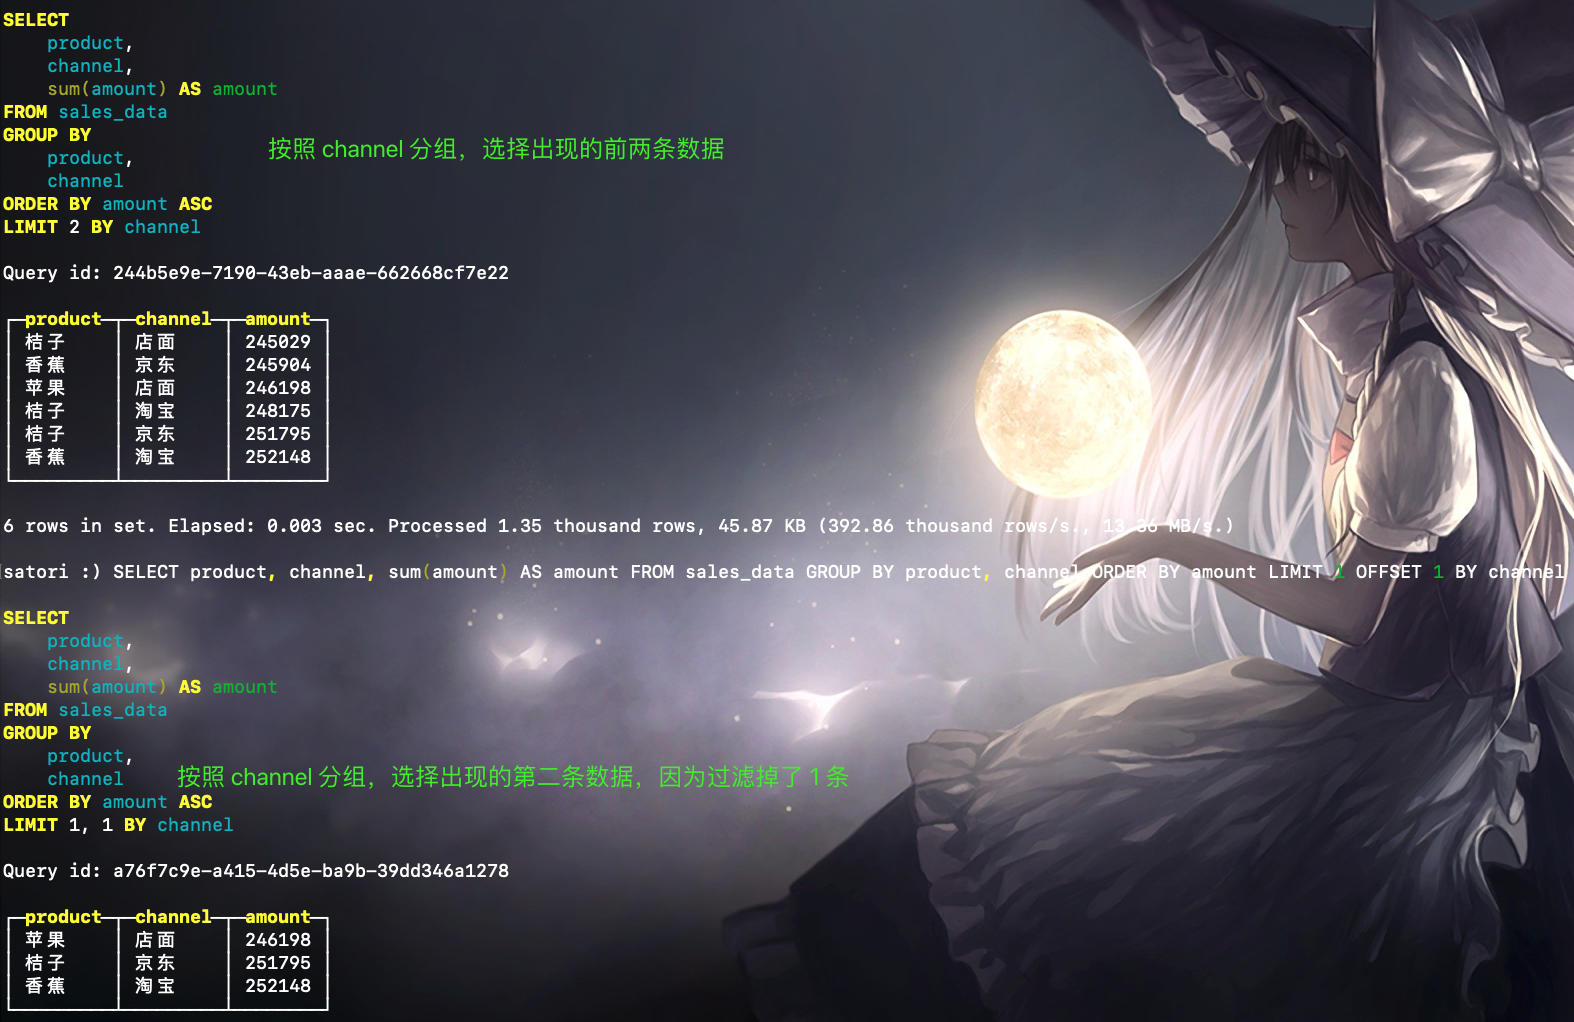 SELECT
product,
channel,
sum(amount) AS amount
FROM sales_data
GROUP BY
按照 channel 分组，选择出现的前两条数据
product,
channel
ORDER BY amount ASC
LIMIT 2 BY channel
Query id: 244b5e9e-7190-43eb-aaae-662668cf7e22
product channel amount
桔子 店面 245029
香蕉 京东 245904
苹果 店面 246198
桔子 淘宝 248175
桔子 京东 251795
香蕉 淘宝 252148
6 rows in set. Elapsed: 0.003 sec. Processed 1.35 thousand rows, 45.87 KB (392.86 thousand rows/s., 13.36 MB/s.)
satori :) SELECT product, channel, sum(amount) AS amount FROM sales_data GROUP BY product, channel ORDER BY amount LIMIT 1 OFFSET 1 BY channel
SELECT
product,
channel,
sum(amount) AS amount
FROM sales_data
GROUP BY
product,
channel
按照 channel 分组，选择出现的第二条数据，因为过滤掉了 1 条
ORDER BY amount ASC
LIMIT 1, 1 BY channel
Query id: a76f7c9e-a415-4d5e-ba9b-39dd346a1278
product channel amount
苹果 店面 246198
桔子 京东 251795
香蕉 淘宝 252148